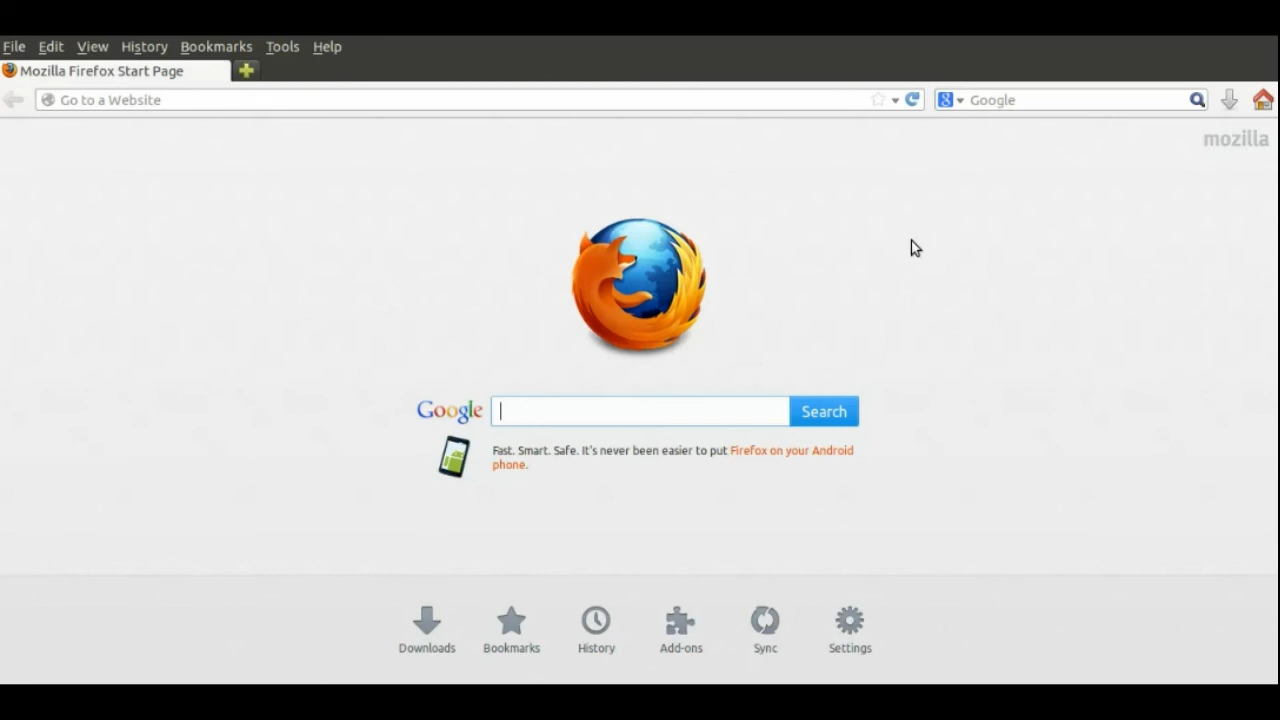 File Edit View History Bookmarks Tools Help
Mozilla Firefox Start Page
Go to a Website
8 Google
mozilla
Google
Search
Fast. Smart. Safe. It's never been easier to put Firefox on your Android
phone.
Downloads Bookmarks History Add-ons Sync Settings